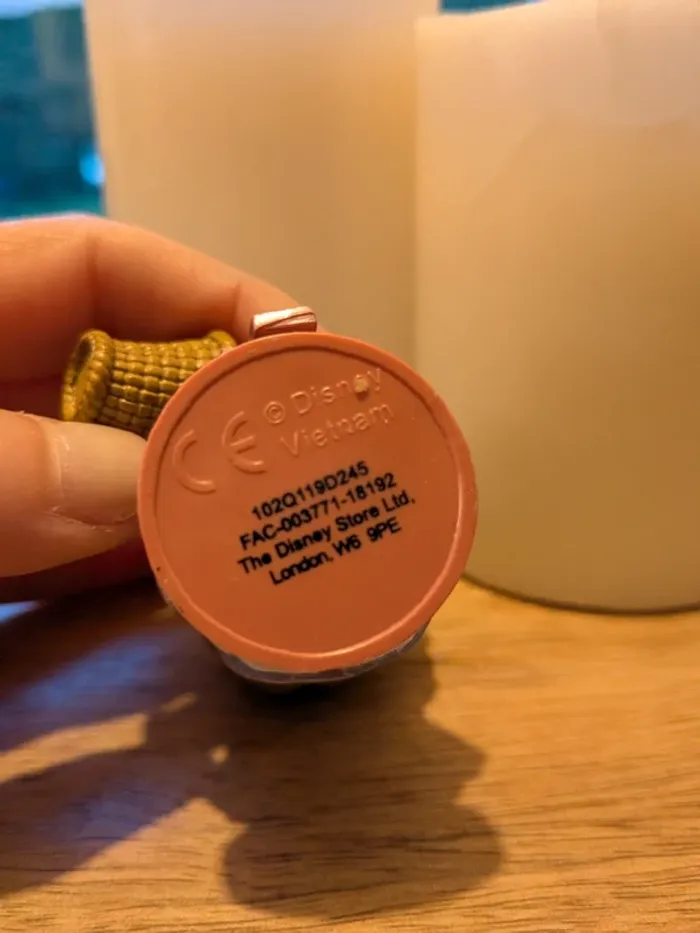 CE © Disney
Vietnam
102Q119D245
FAC-003771-18192
The Disney Store Ltd,
London, W6 9PE